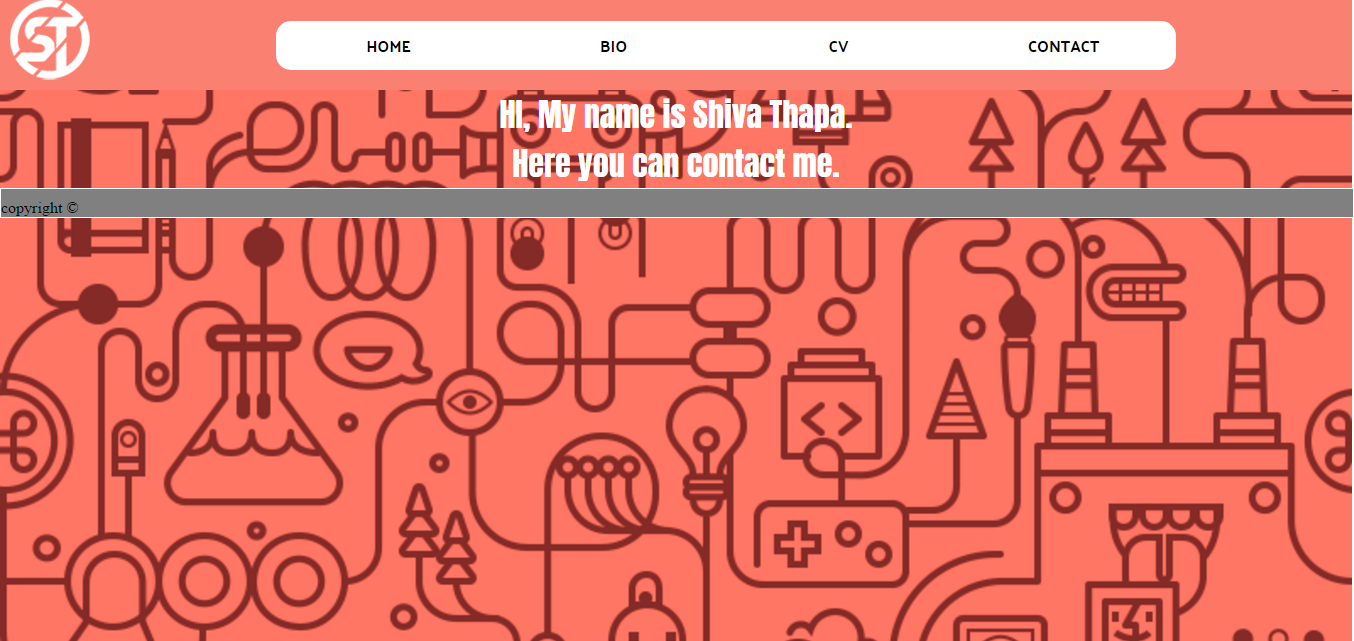 ST
HOME BIO CV CONTACT
HI, My name is Shiva Thapa.
Here you can contact me.
copyright ©